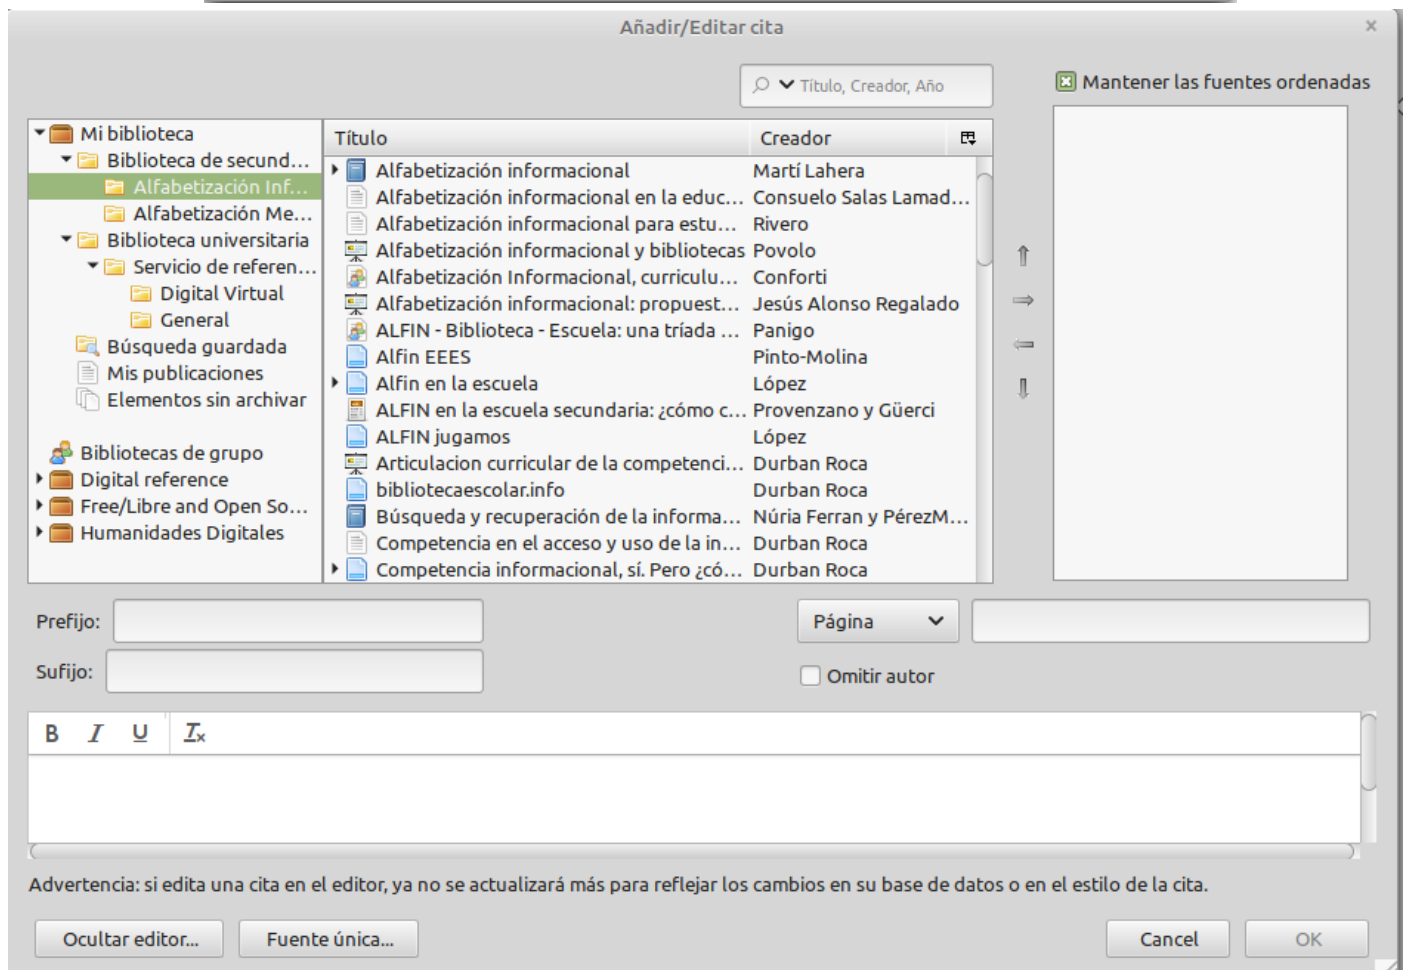 Añadir/Editar cita
Título, Creador, Año
Mantener las fuentes ordenadas
Mi biblioteca
Biblioteca de secund...
Alfabetización Inf...
Alfabetización Me...
Biblioteca universitaria
Servicio de referen...
Digital Virtual
General
Búsqueda guardada
Mis publicaciones
Elementos sin archivar
Bibliotecas de grupo
Digital reference
Free/Libre and Open So...
Humanidades Digitales
Título Creador
Alfabetización informacional Martí Lahera
Alfabetización informacional en la educ... Consuelo Salas Lamad...
Alfabetización informacional para estu... Rivero
Alfabetización informacional y bibliotecas Povolo
Alfabetización Informacional, curriculu... Conforti
Alfabetización informacional: propuest... Jesús Alonso Regalado
ALFIN - Biblioteca - Escuela: una tríada ... Panigo
Alfin EEES Pinto-Molina
Alfin en la escuela López
ALFIN en la escuela secundaria: ¿cómo c... Provenzano y Güerci
ALFIN jugamos López
Articulacion curricular de la competenci... Durban Roca
bibliotecaescolar.info Durban Roca
Búsqueda y recuperación de la informa... Núria Ferran y PérezM...
Competencia en el acceso y uso de la in... Durban Roca
Competencia informacional, sí. Pero ¿có... Durban Roca
Prefijo:
Página
Sufijo:
Omitir autor
B I U Tx
Advertencia: si edita una cita en el editor, ya no se actualizará más para reflejar los cambios en su base de datos o en el estilo de la cita.
Ocultar editor... Fuente única... Cancel OK